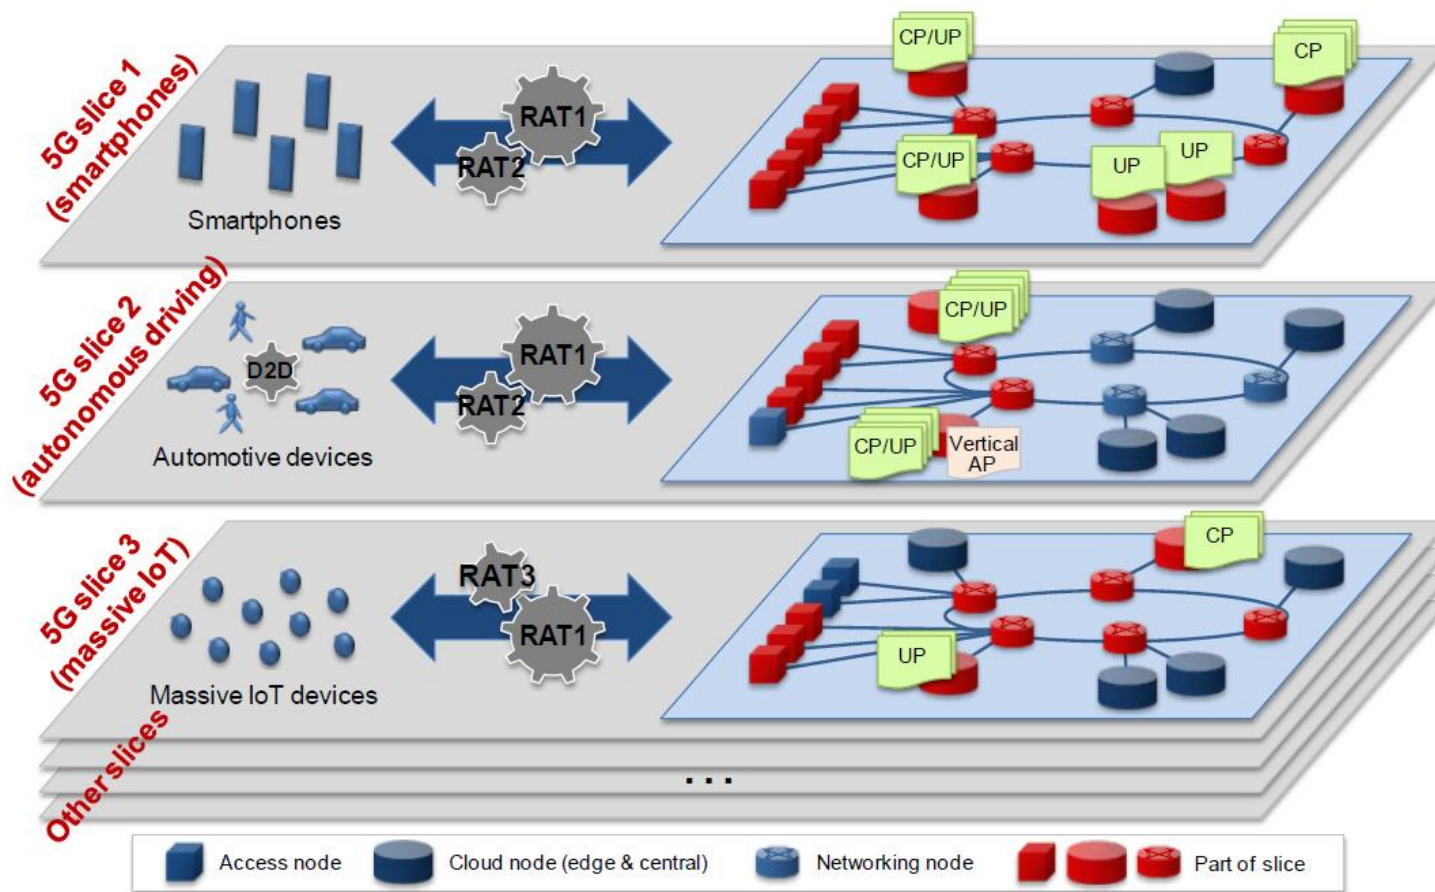 5G slice 1
(smartphones)
Smartphones
RAT1
RAT2
CP/UP
CP/UP
UP
UP
CP
5G slice 2
(autonomous driving)
D2D
Automotive devices
RAT1
RAT2
CP/UP
CP/UP
Vertical
AP
5G slice 3
(massive IoT)
Massive IoT devices
RAT3
RAT1
UP
CP
Other slices
...
Access node
Cloud node (edge & central)
Networking node
Part of slice